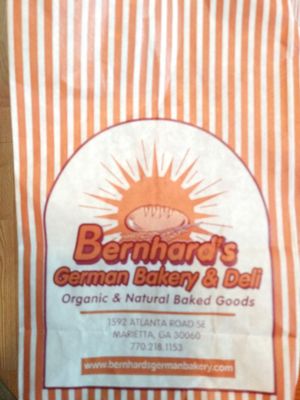 Bernhard's
German Bakery & Deli
Organic & Natural Baked Goods
1592 ATLANTA ROAD SE
MARIETTA, GA 30060
770.218.1153
www.bernhardsgermanbakery.com